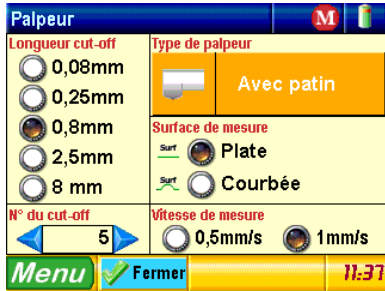 Palpeur
M
Longueur cut-off
0,08mm
0,25mm
0,8mm
2,5mm
8 mm
N° du cut-off
5
Type de palpeur
Avec patin
Surface de mesure
Surf Plate
Surf Courbée
Vitesse de mesure
0,5mm/s 1mm/s
Menu Fermer 11:37